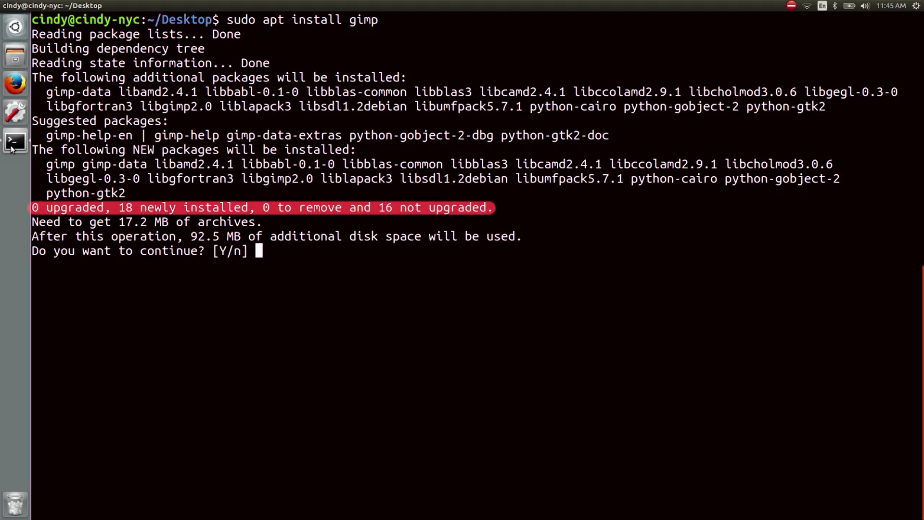 cindy@cindy-nyc: ~/Desktop
En
11:45 AM
cindy@cindy-nyc:~/Desktop$ sudo apt install gimp
Reading package lists... Done
Building dependency tree
Reading state information... Done
The following additional packages will be installed:
gimp-data libamd2.4.1 libbabl-0.1-0 libblas-common libblas3 libcamd2.4.1 libccolamd2.9.1 libcholmod3.0.6 libgegl-0.3-0
libgfortran3 libgimp2.0 liblapack3 libsdl1.2debian libumfpack5.7.1 python-cairo python-gobject-2 python-gtk2
Suggested packages:
gimp-help-en | gimp-help gimp-data-extras python-gobject-2-dbg python-gtk2-doc
The following NEW packages will be installed:
gimp gimp-data libamd2.4.1 libbabl-0.1-0 libblas-common libblas3 libcamd2.4.1 libccolamd2.9.1 libcholmod3.0.6
libgegl-0.3-0 libgfortran3 libgimp2.0 liblapack3 libsdl1.2debian libumfpack5.7.1 python-cairo python-gobject-2
python-gtk2
0 upgraded, 18 newly installed, 0 to remove and 16 not upgraded.
Need to get 17.2 MB of archives.
After this operation, 92.5 MB of additional disk space will be used.
Do you want to continue? [Y/n]